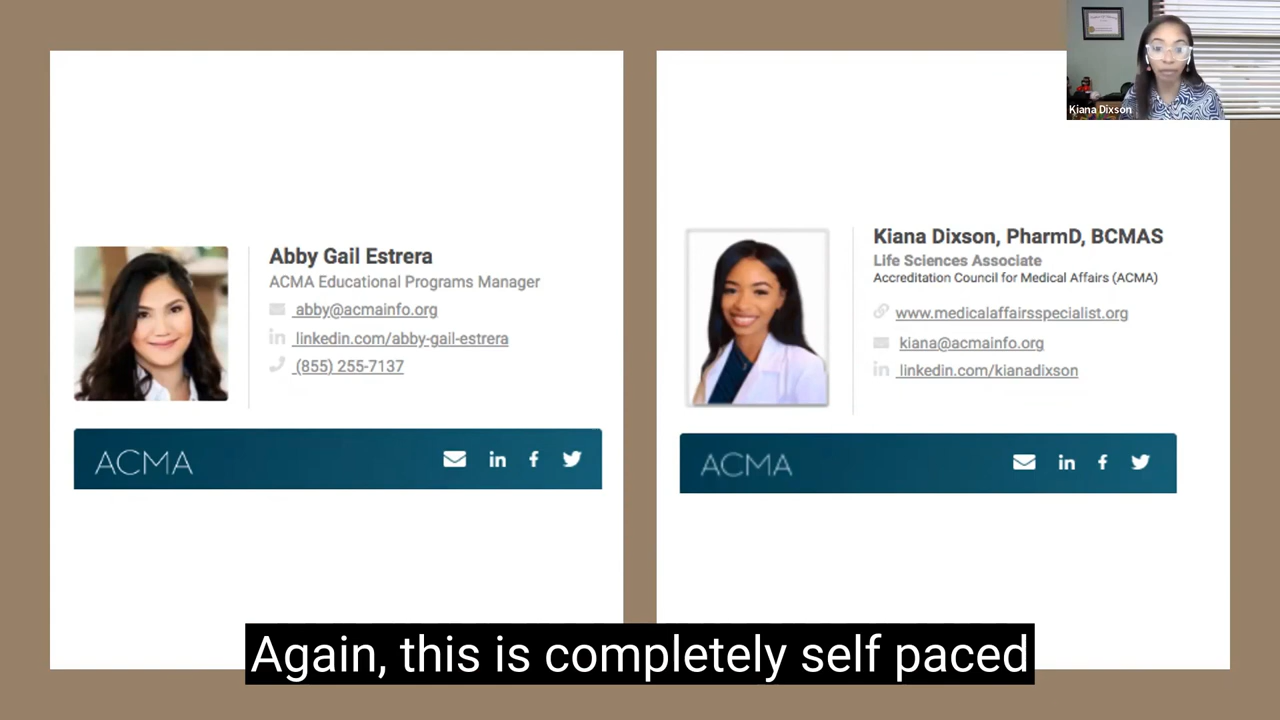 Kiana Dixson
Abby Gail Estrera
ACMA Educational Programs Manager
abby@acmainfo.org
linkedin.com/abby-gail-estrera
(855) 255-7137
ACMA
Kiana Dixson, PharmD, BCMAS
Life Sciences Associate
Accreditation Council for Medical Affairs (ACMA)
www.medicalaffairsspecialist.org
kiana@acmainfo.org
linkedin.com/kianadixson
ACMA
Again, this is completely self paced